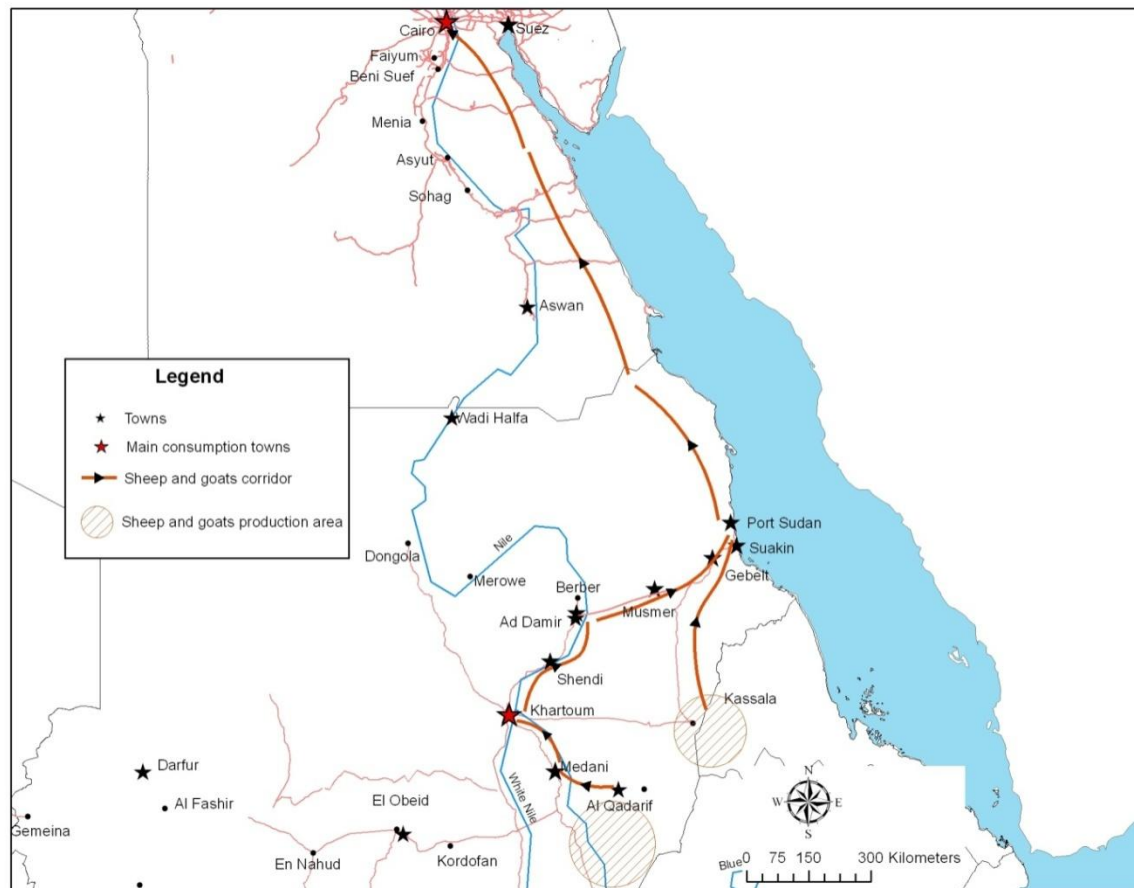 Cairo
Suez
Faiyum
Beni Suef
Menia
Asyut
Sohag
Aswan
Legend
Towns
Main consumption towns
Sheep and goats corridor
Sheep and goats production area
Wadi Halfa
Port Sudan
Suakin
Gebelt
Dongola
Nile
Merowe
Berber
Musmer
Ad Damir
Shendi
Kassala
Khartoum
Medani
Darfur
White Nile
Al Qadarif
El Obeid
Al Fashir
Gemeina
En Nahud
Kordofan
N
W E
S
Blue
0 75 150 300 Kilometers